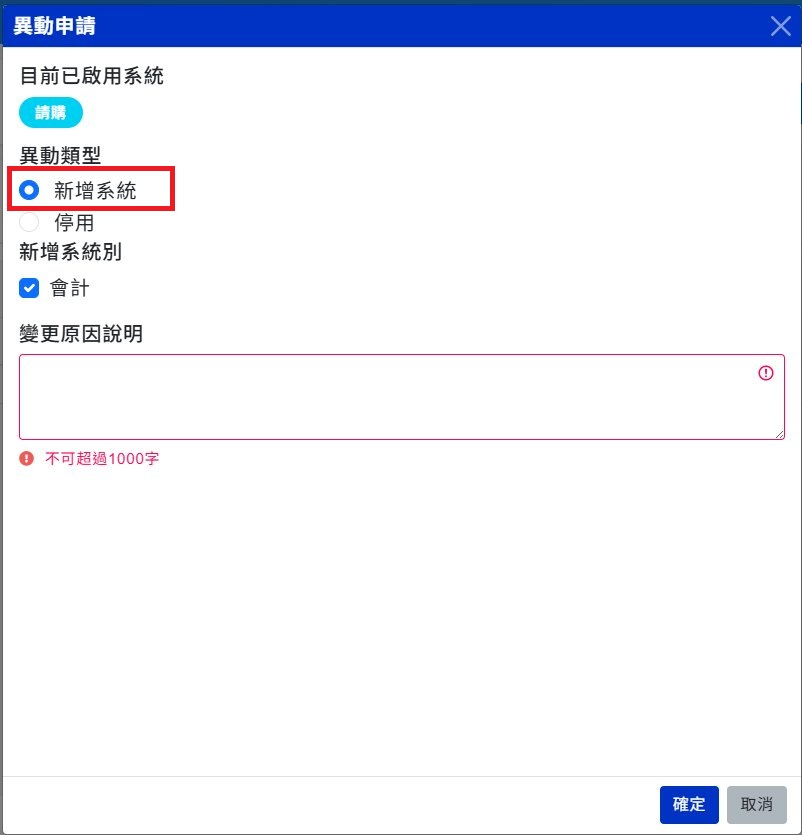 異動申請
目前已啟用系統
請購
異動類型
新增系統
停用
新增系統別
會計
變更原因說明
不可超過1000字
確定
取消